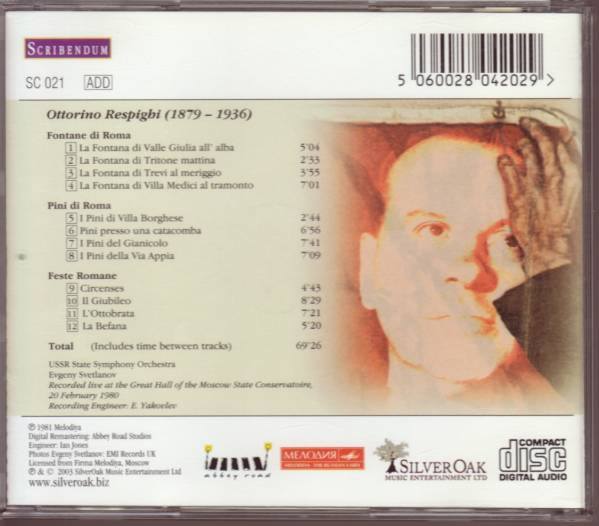 SCRIBENDUM
SC 021 ADD
5 060028 042029 >
Ottorino Respighi (1879 – 1936)
Fontane di Roma
1 La Fontana di Valle Giulia all' alba 5'04
2 La Fontana di Tritone mattina 2'33
3 La Fontana di Trevi al meriggio 3'55
4 La Fontana di Villa Medici al tramonto 7'01
Pini di Roma
5 I Pini di Villa Borghese 2'44
6 Pini presso una catacomba 6'56
7 I Pini del Gianicolo 7'41
8 I Pini della Via Appia 7'09
Feste Romane
9 Circenses 4'43
10 Il Giubileo 8'29
11 L'Ottobrata 7'21
12 La Befana 5'20
Total (Includes time between tracks) 69'26
USSR State Symphony Orchestra
Evgeny Svetlanov
Recorded live at the Great Hall of the Moscow State Conservatoire,
20 February 1980
Recording Engineer: E. Yakovlev
℗ 1981 Melodiya
Digital Remastering: Abbey Road Studios
Engineer: Ian Jones
Photos Evgeny Svetlanov: EMI Records UK
Licensed from Firma Melodiya, Moscow
℗ & © 2003 SilverOak Music Entertainment Ltd
www.silveroak.biz
abbey road
МЕЛОДИЯ
MELODIYA - THE RUSSIAN LABEL
SILVEROAK
MUSIC ENTERTAINMENT LTD
COMPACT
disc
DIGITAL AUDIO